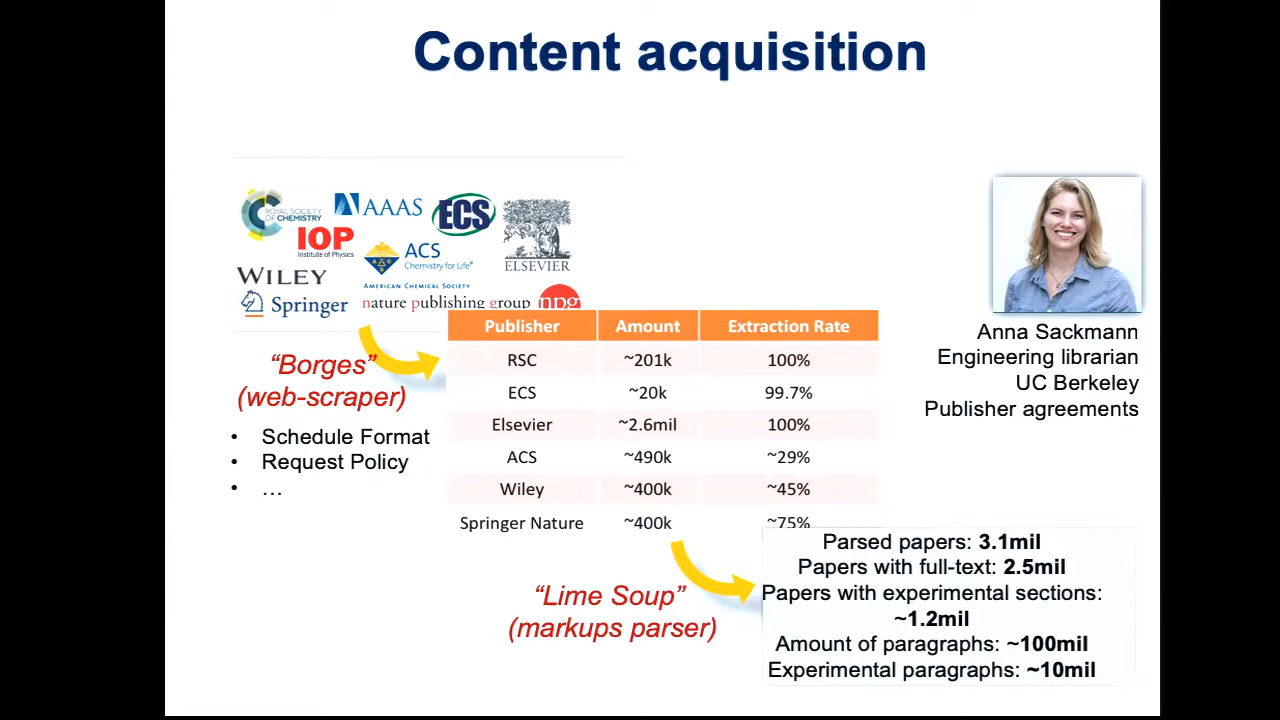 Content acquisition
ROYAL SOCIETY
OF CHEMISTRY
AAAS
ECS
IOP
Institute of Physics
ACS
Chemistry for Life®
AMERICAN CHEMICAL SOCIETY
ELSEVIER
WILEY
Springer
nature publishing group npg
“Borges”
(web-scraper)
• Schedule Format
• Request Policy
• …
Publisher Amount Extraction Rate
RSC ~201k 100%
ECS ~20k 99.7%
Elsevier ~2.6mil 100%
ACS ~490k ~29%
Wiley ~400k ~45%
Springer Nature ~400k ~75%
Anna Sackmann
Engineering librarian
UC Berkeley
Publisher agreements
“Lime Soup”
(markups parser)
Parsed papers: 3.1mil
Papers with full-text: 2.5mil
Papers with experimental sections:
~1.2mil
Amount of paragraphs: ~100mil
Experimental paragraphs: ~10mil